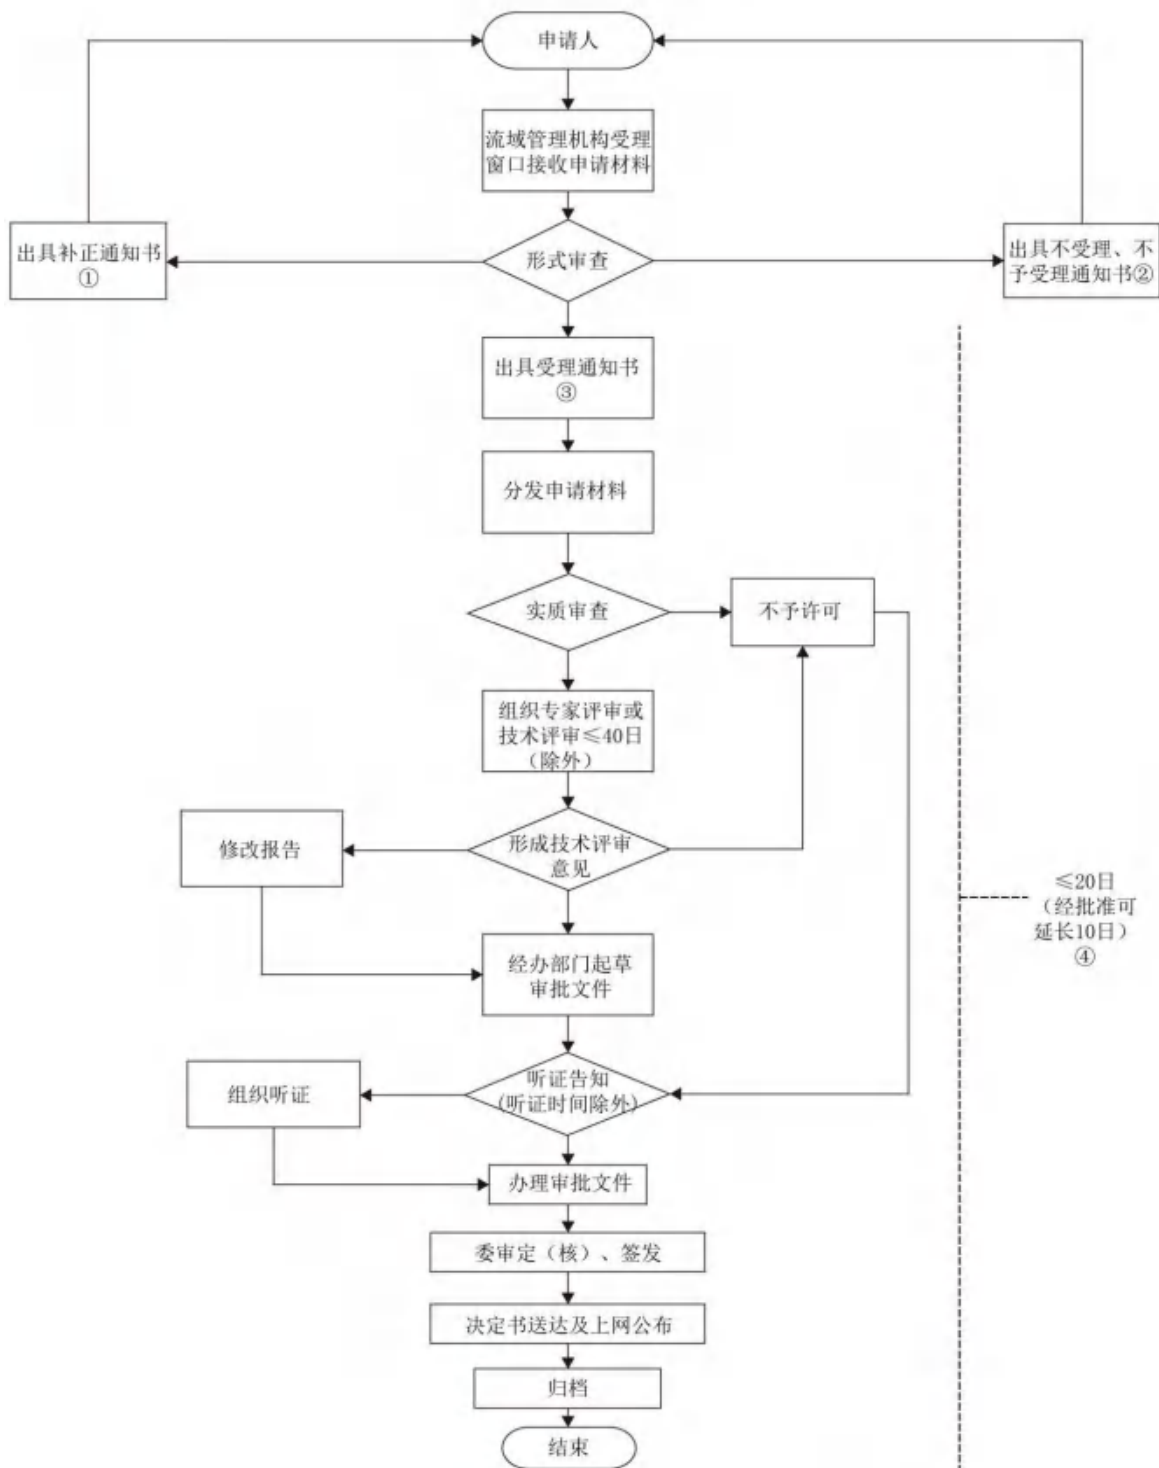 申请人
流域管理机构受理
窗口接收申请材料
出具补正通知书
①
形式审查
出具不受理、不
予受理通知书②
出具受理通知书
③
分发申请材料
实质审查
不予许可
组织专家评审或
技术评审≤40日
（除外）
修改报告
形成技术评审
意见
≤20日
（经批准可
延长10日）
④
经办部门起草
审批文件
组织听证
听证告知
(听证时间除外)
办理审批文件
委审定（核）、签发
决定书送达及上网公布
归档
结束